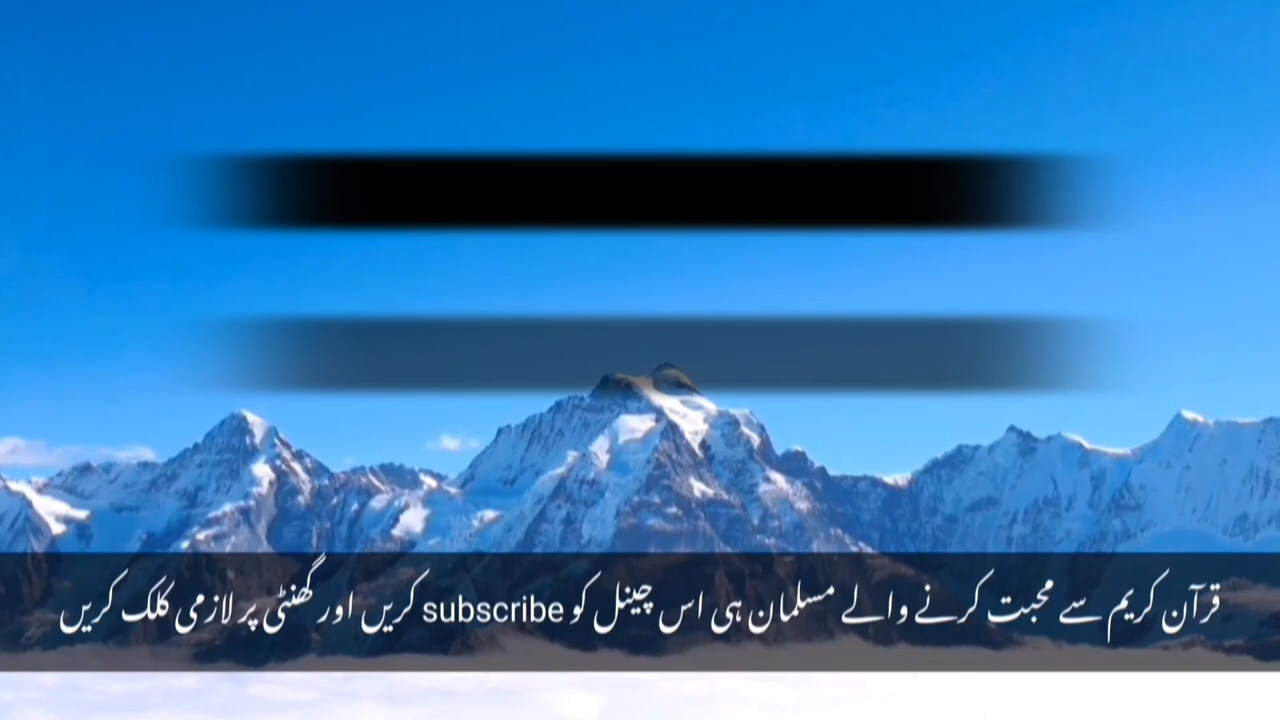 قرآن کریم سے محبت کرنے والے مسلمان ہی اس چینل کو subscribe کریں اور گھنٹی پر لازمی کلک کریں